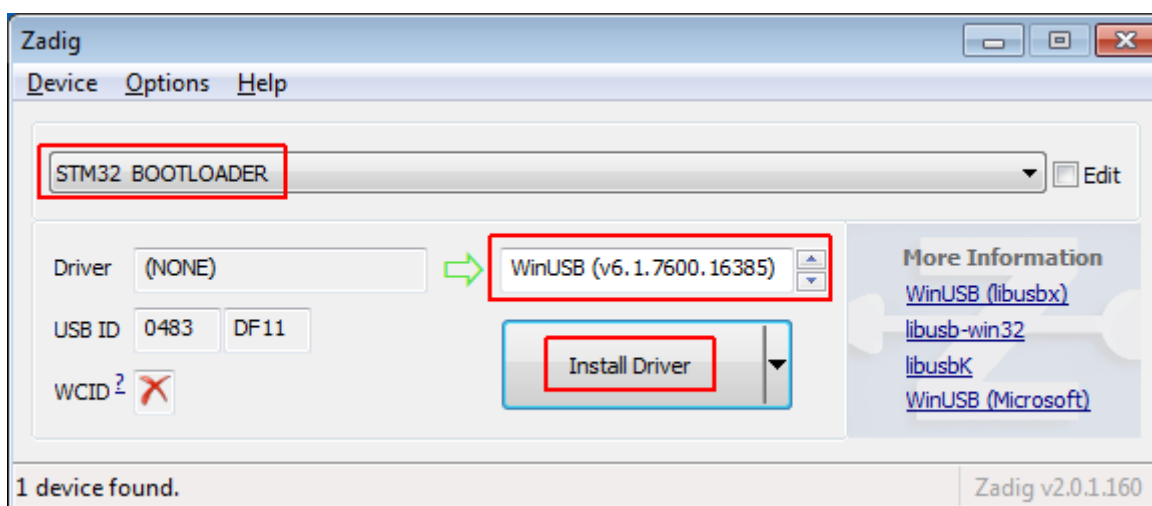 Zadig
Device Options Help
STM32 BOOTLOADER
Edit
Driver (NONE) WinUSB (v6.1.7600.16385)
USB ID 0483 DF11
WCID ?
Install Driver
More Information
WinUSB (libusbx)
libusb-win32
libusbK
WinUSB (Microsoft)
1 device found.
Zadig v2.0.1.160